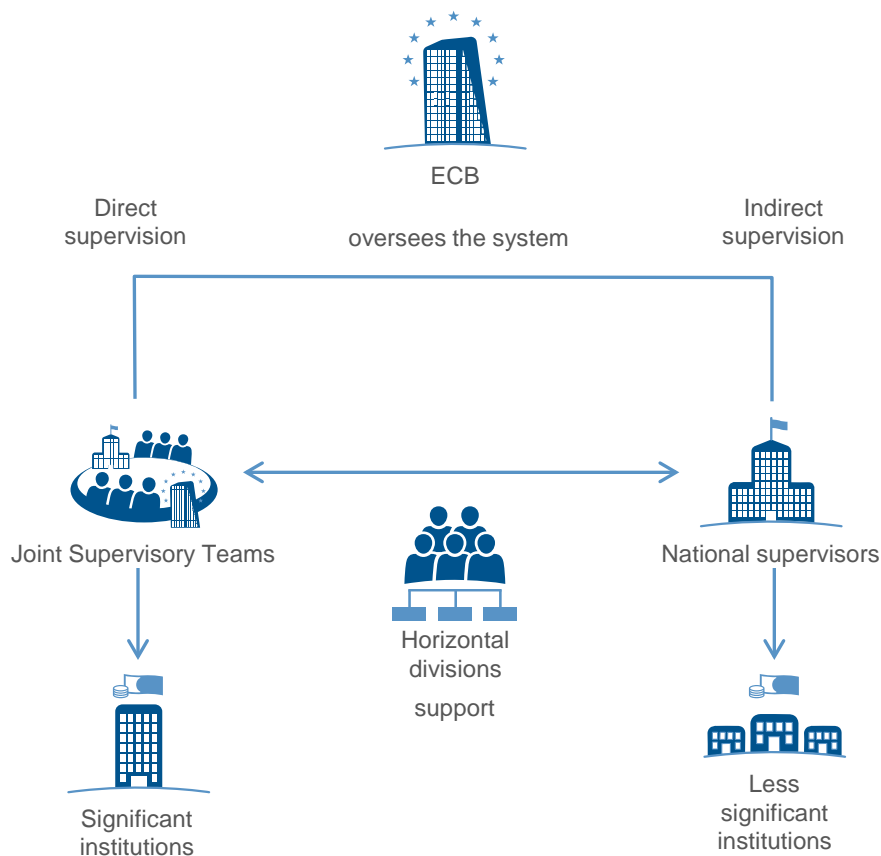 ECB
Direct
supervision
oversees the system
Indirect
supervision
Joint Supervisory Teams
National supervisors
Horizontal
divisions
support
Significant
institutions
Less
significant
institutions